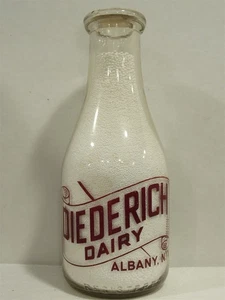 DIEDERICH
DAIRY
ALBANY, N.Y.